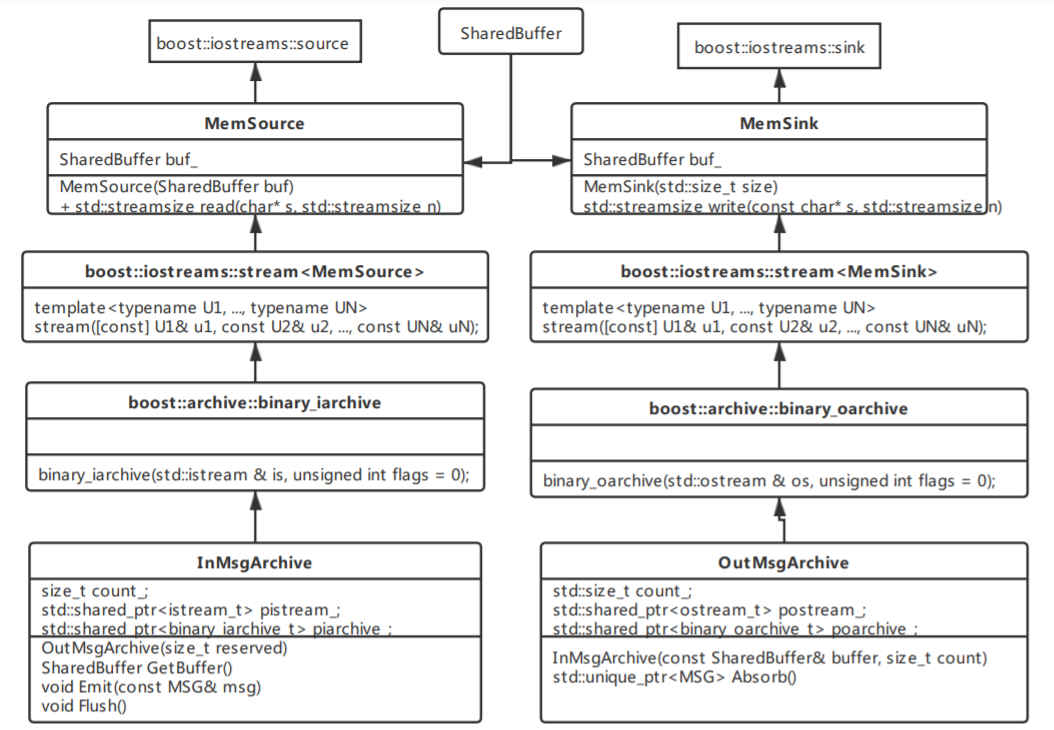 boost::iostreams::source
SharedBuffer
boost::iostreams::sink
MemSource
SharedBuffer buf_
MemSource(SharedBuffer buf)
+ std::streamsize read(char* s, std::streamsize n)
MemSink
SharedBuffer buf_
MemSink(std::size_t size)
std::streamsize write(const char* s, std::streamsize n)
boost::iostreams::stream<MemSource>
template<typename U1, ..., typename UN>
stream([const] U1& u1, const U2& u2, ..., const UN& uN);
boost::iostreams::stream<MemSink>
template<typename U1, ..., typename UN>
stream([const] U1& u1, const U2& u2, ..., const UN& uN);
boost::archive::binary_iarchive
binary_iarchive(std::istream & is, unsigned int flags = 0);
boost::archive::binary_oarchive
binary_oarchive(std::ostream & os, unsigned int flags = 0);
InMsgArchive
size_t count_;
std::shared_ptr<istream_t> pistream_;
std::shared_ptr<binary_iarchive_t> piarchive_;
OutMsgArchive(size_t reserved)
SharedBuffer GetBuffer()
void Emit(const MSG& msg)
void Flush()
OutMsgArchive
std::size_t count_;
std::shared_ptr<ostream_t> postream_;
std::shared_ptr<binary_oarchive_t> poarchive_;
InMsgArchive(const SharedBuffer& buffer, size_t count)
std::unique_ptr<MSG> Absorb()